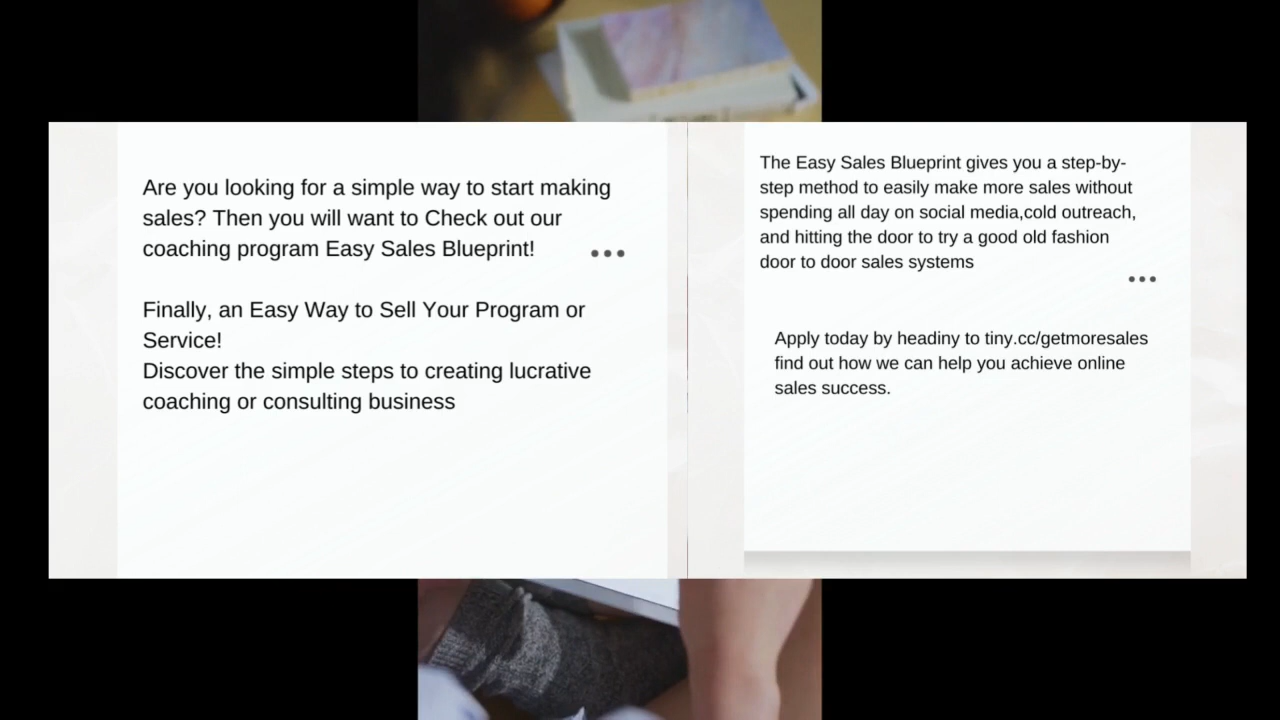 Are you looking for a simple way to start making
sales? Then you will want to Check out our
coaching program Easy Sales Blueprint!
Finally, an Easy Way to Sell Your Program or
Service!
Discover the simple steps to creating lucrative
coaching or consulting business
The Easy Sales Blueprint gives you a step-by-
step method to easily make more sales without
spending all day on social media,cold outreach,
and hitting the door to try a good old fashion
door to door sales systems
Apply today by headiny to tiny.cc/getmoresales
find out how we can help you achieve online
sales success.